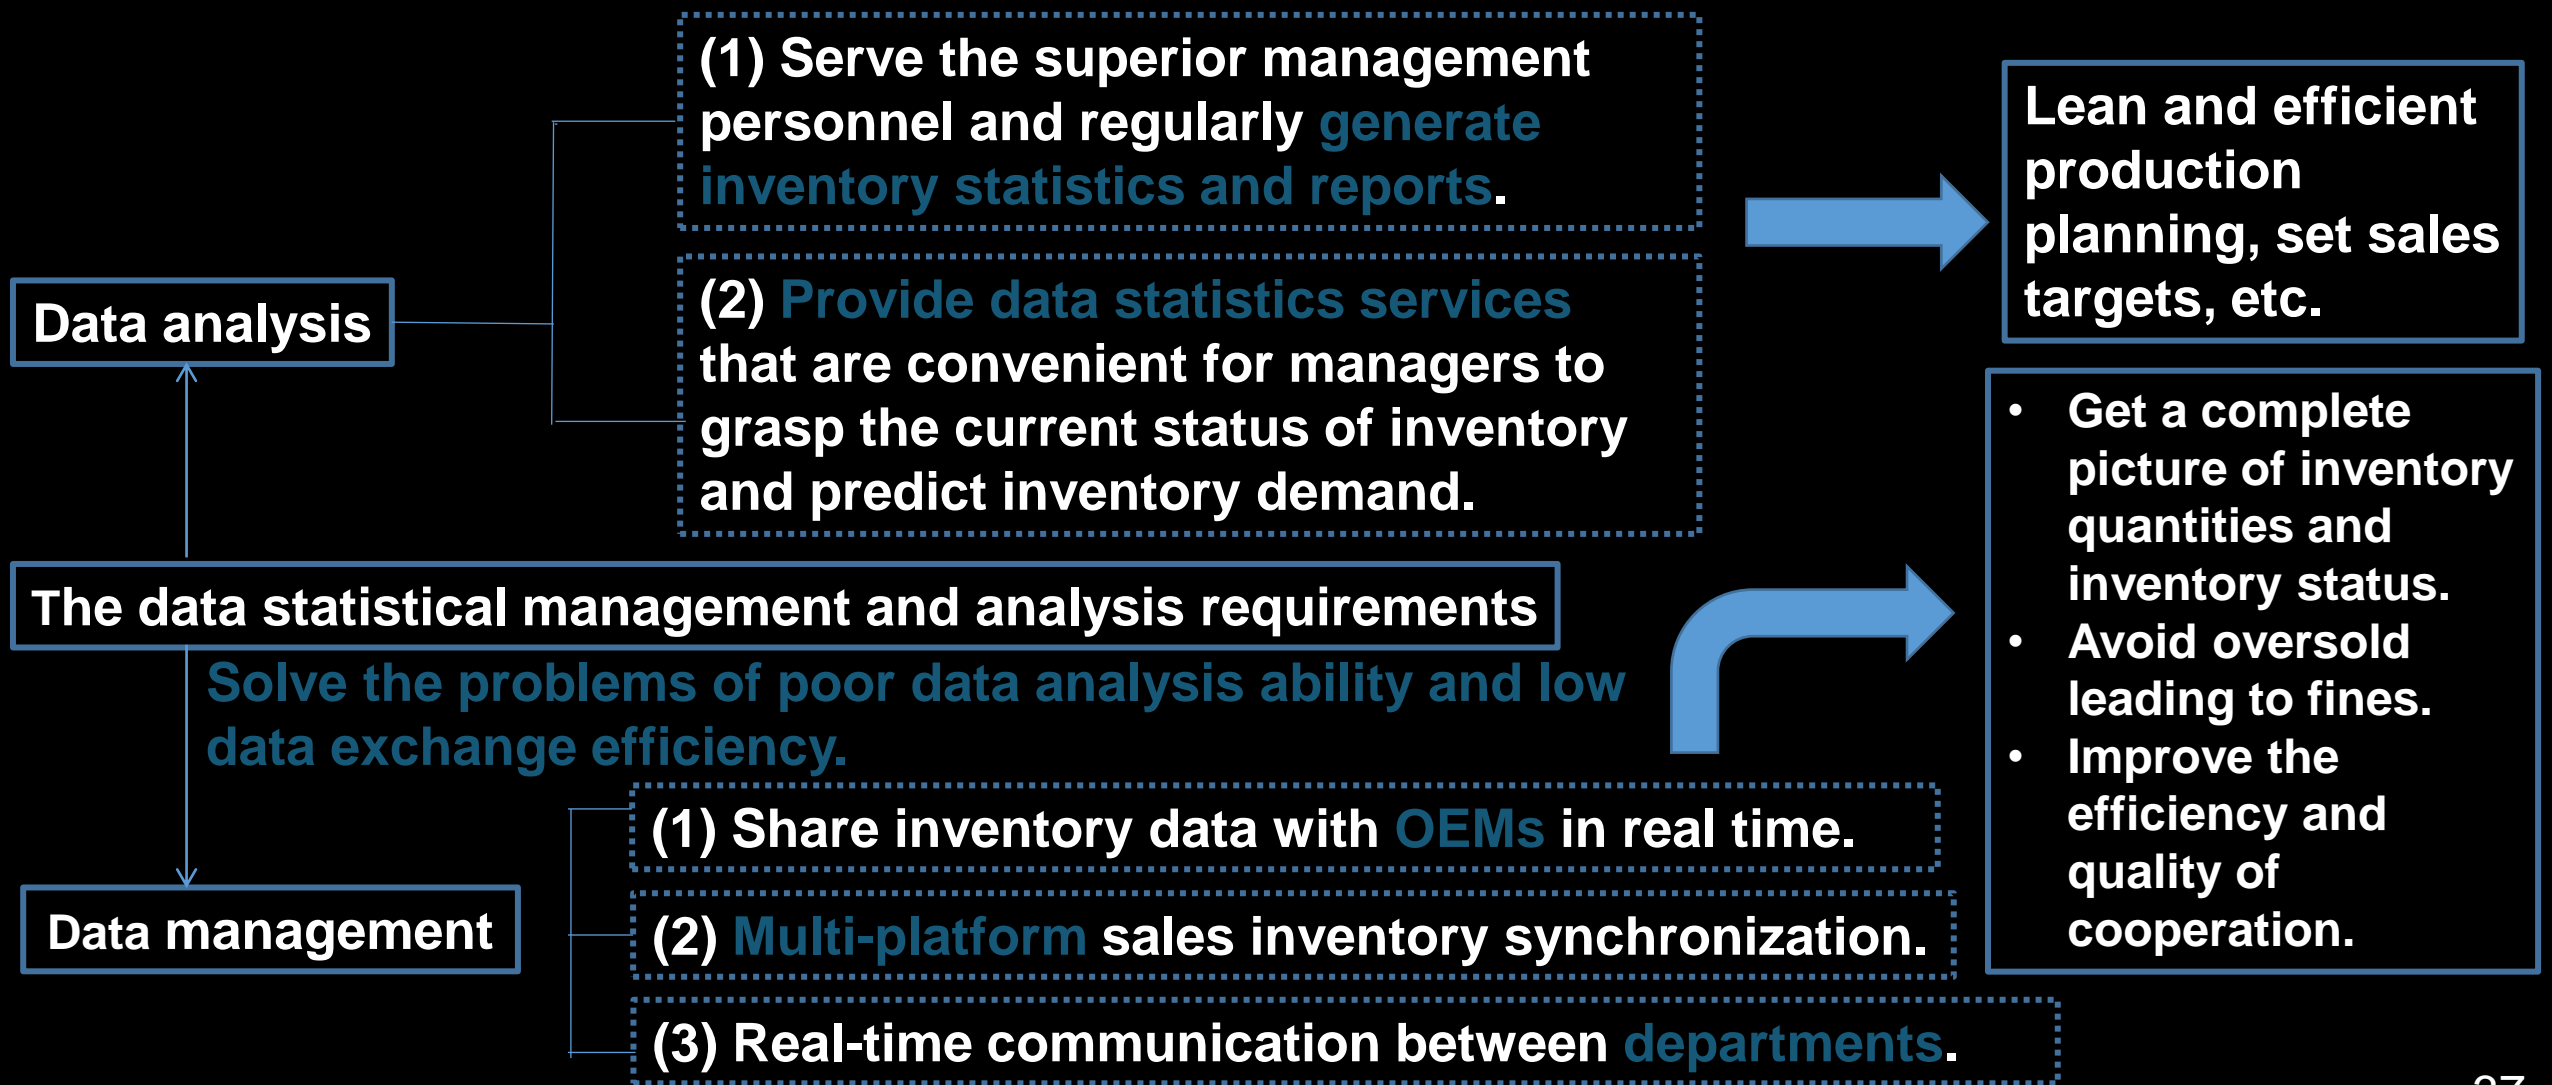 (1) Serve the superior management
personnel and regularly generate
inventory statistics and reports.
Lean and efficient
production
planning, set sales
targets, etc.
Data analysis
(2) Provide data statistics services
that are convenient for managers to
grasp the current status of inventory
and predict inventory demand.
The data statistical management and analysis requirements
Solve the problems of poor data analysis ability and low
data exchange efficiency.
• Get a complete
picture of inventory
quantities and
inventory status.
• Avoid oversold
leading to fines.
• Improve the
efficiency and
quality of
cooperation.
Data management
(1) Share inventory data with OEMs in real time.
(2) Multi-platform sales inventory synchronization.
(3) Real-time communication between departments.